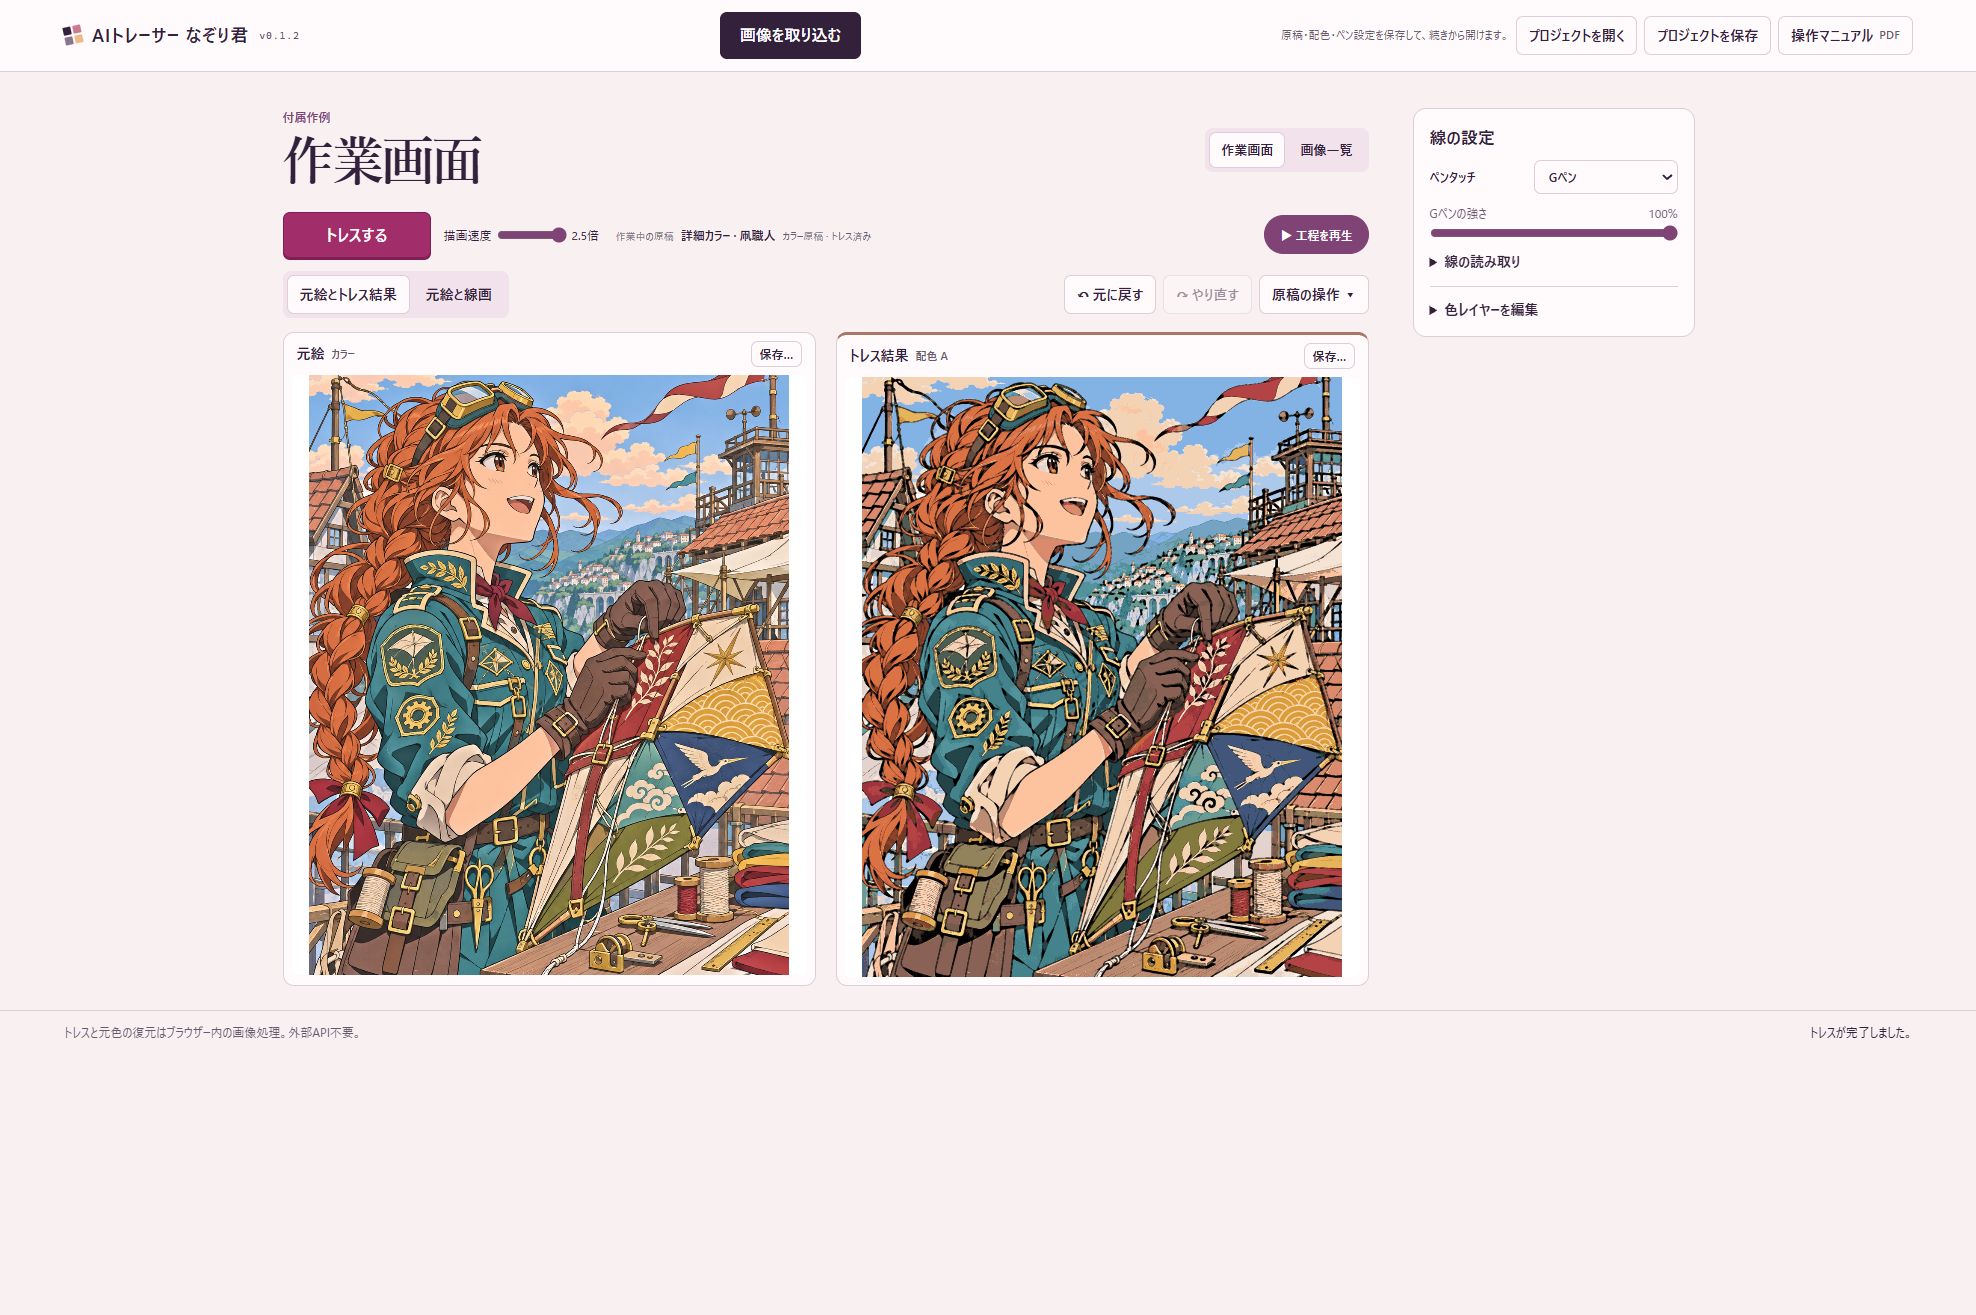 AIトレーサー なぞり君 v0.1.2
画像を取り込む
原稿・配色・ペン設定を保存して、続きから開けます。
プロジェクトを開く
プロジェクトを保存
操作マニュアル PDF
付属作例
作業画面
作業画面
画像一覧
トレスする
描画速度 2.5倍
作業中の原稿 詳細カラー・凧職人 カラー原稿・トレス済み
▶ 工程を再生
元絵とトレス結果
元絵と線画
↶ 元に戻す
↷ やり直す
原稿の操作 ▼
元絵 カラー
保存...
トレス結果 配色 A
保存...
線の設定
ペンタッチ
Gペン
Gペンの強さ
100%
▶ 線の読み取り
▶ 色レイヤーを編集
トレスと元色の復元はブラウザー内の画像処理。外部API不要。
トレスが完了しました。